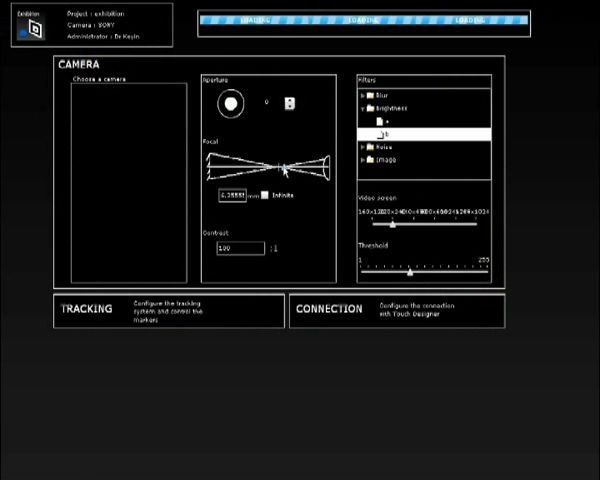 Exhibition
Project : exhibition
Camera : SONY
Administrator : Dr Kevin
LOADING LOADING LOADING
CAMERA
Choose a camera
Aperture
0
Focal
mm
Infinite
Contrast
100 :1
Filters
Blur
Brightness
a
b
Noise
Image
Video screen
Threshold
1 255
TRACKING
Configure the tracking
system and control the
markers
CONNECTION
Configure the connection
with Touch Designer